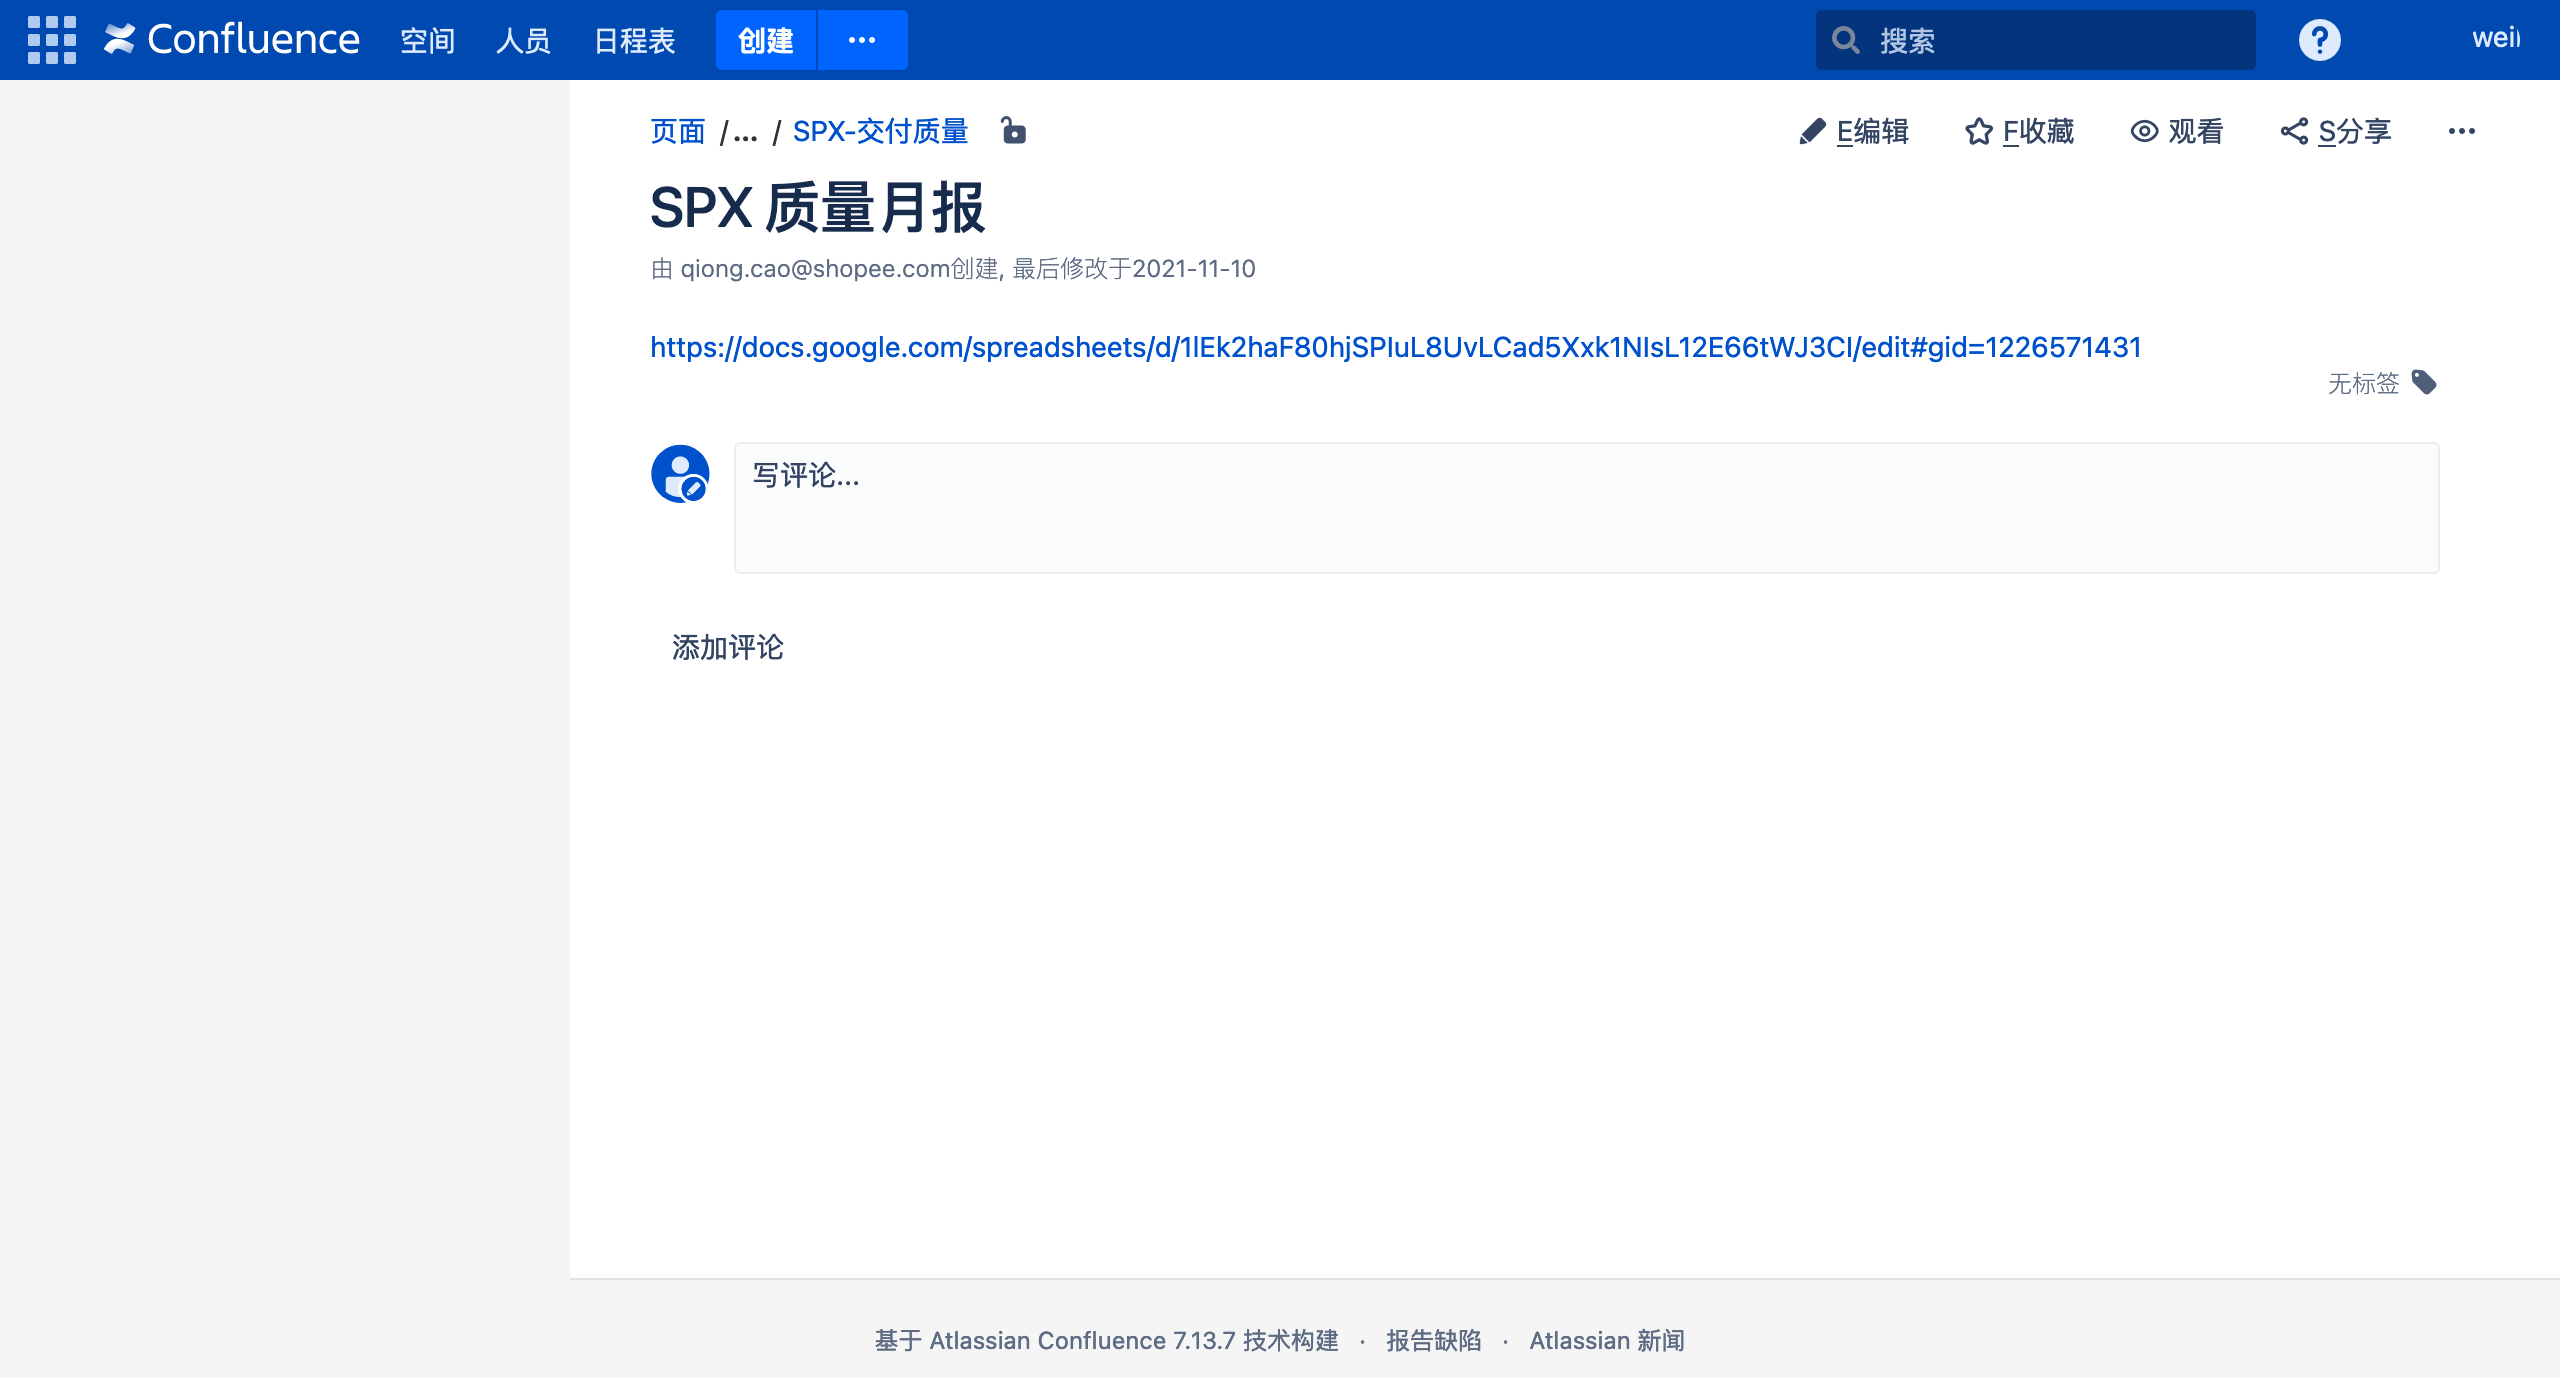 Confluence 空间 人员 日程表 创建 ··· 搜索 ? wei
页面 / ... / SPX-交付质量 E编辑 F收藏 观看 S分享 ···
SPX 质量月报
由 qiong.cao@shopee.com创建, 最后修改于2021-11-10
https://docs.google.com/spreadsheets/d/1lEk2haF80hjSPIuL8UvLCad5Xxk1NIsL12E66tWJ3CI/edit#gid=1226571431
无标签
写评论...
添加评论
基于 Atlassian Confluence 7.13.7 技术构建 · 报告缺陷 · Atlassian 新闻